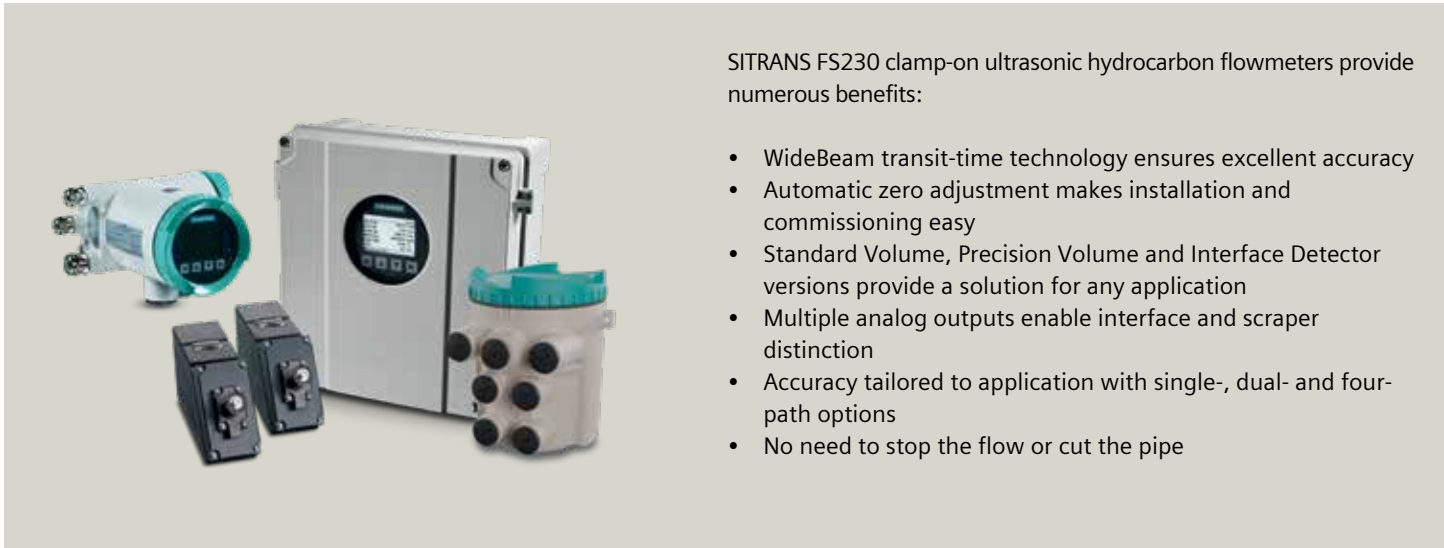 SITRANS FS230 clamp-on ultrasonic hydrocarbon flowmeters provide
numerous benefits:
• WideBeam transit-time technology ensures excellent accuracy
• Automatic zero adjustment makes installation and
commissioning easy
• Standard Volume, Precision Volume and Interface Detector
versions provide a solution for any application
• Multiple analog outputs enable interface and scraper
distinction
• Accuracy tailored to application with single-, dual- and four-
path options
• No need to stop the flow or cut the pipe
SITRANS